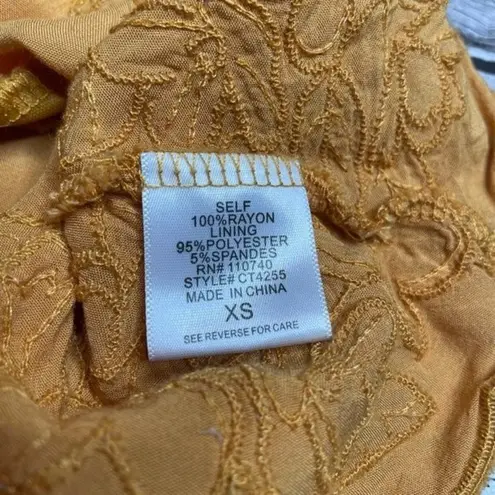 SELF
100%RAYON
LINING
95%POLYESTER
5%SPANDES
RN# 110740
STYLE# CT4255
MADE IN CHINA
XS
SEE REVERSE FOR CARE